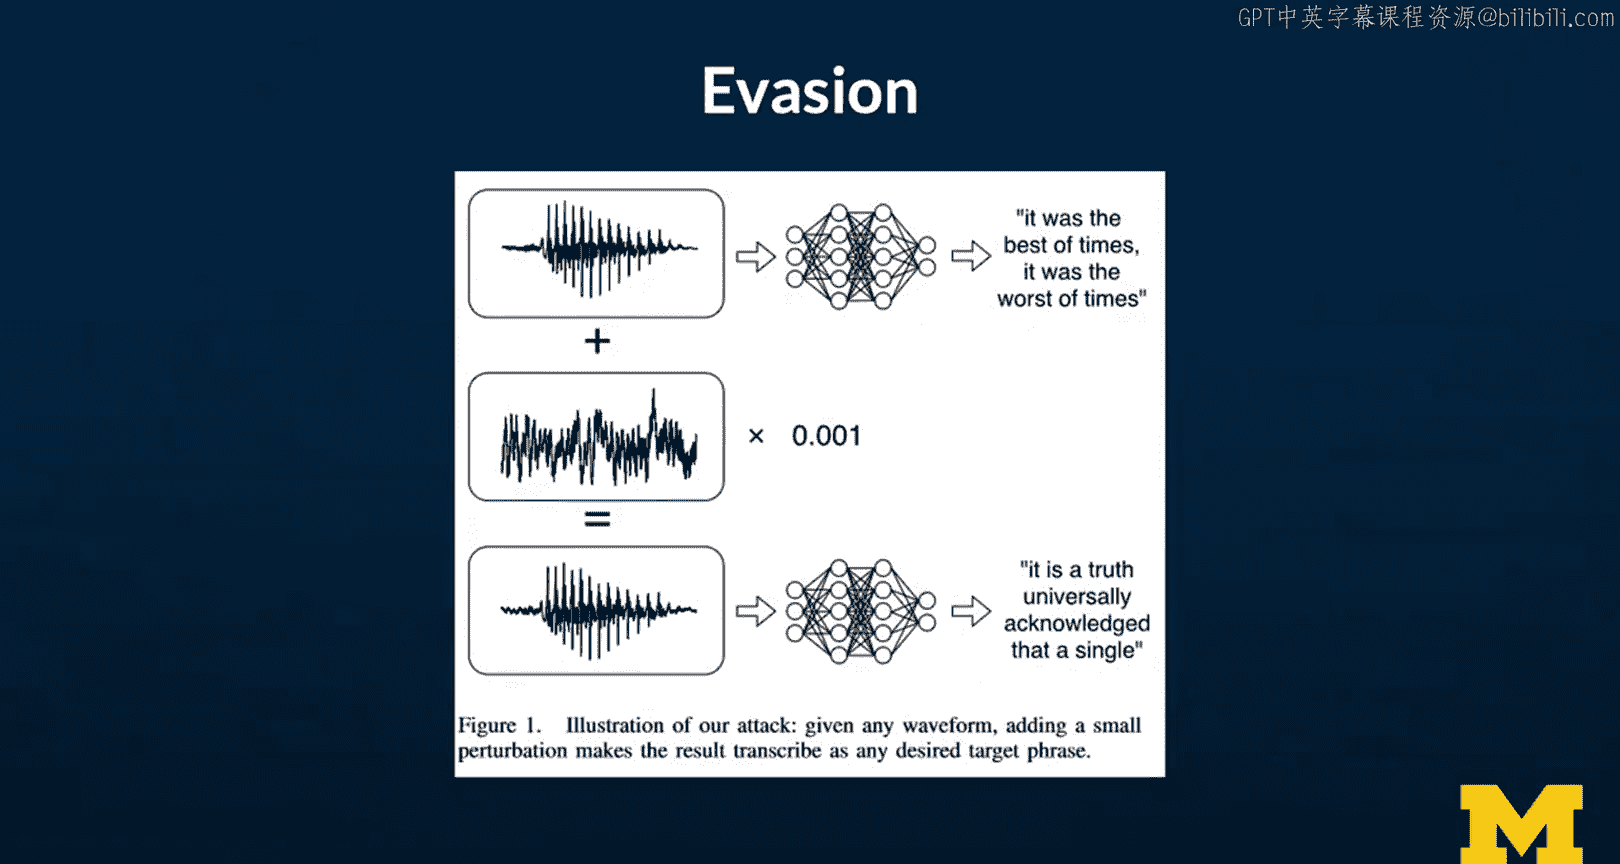 GPT中英字幕课程资源@bilibili.com
Evasion
"it was the
best of times,
it was the
worst of times"
+
× 0.001
=
"it is a truth
universally
acknowledged
that a single"
Figure 1. Illustration of our attack: given any waveform, adding a small
perturbation makes the result transcribe as any desired target phrase.
M